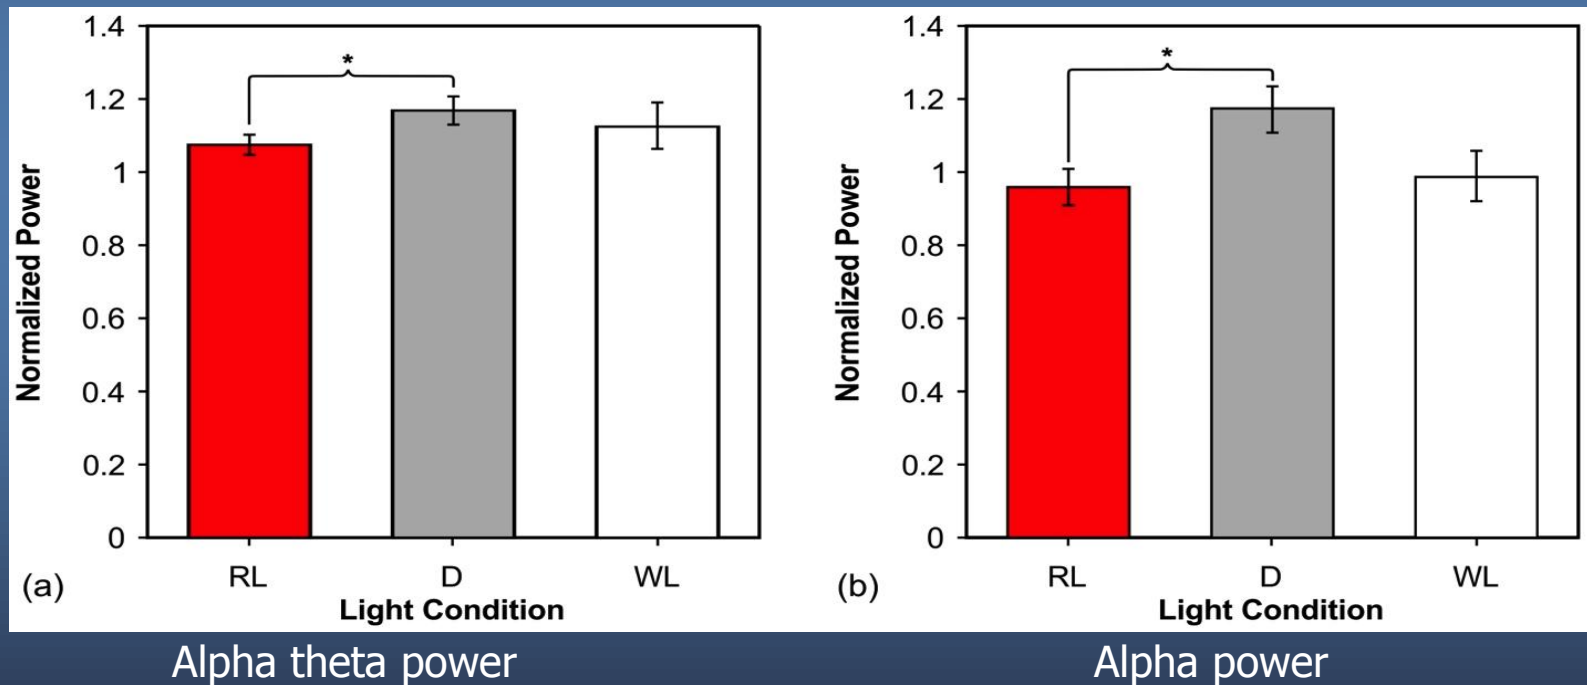 1.4
1.2
1
0.8
0.6
0.4
0.2
0
Normalized Power
*
RL D WL
(a)
Light Condition
1.4
1.2
1
0.8
0.6
0.4
0.2
0
Normalized Power
*
RL D WL
(b)
Light Condition
Alpha theta power
Alpha power